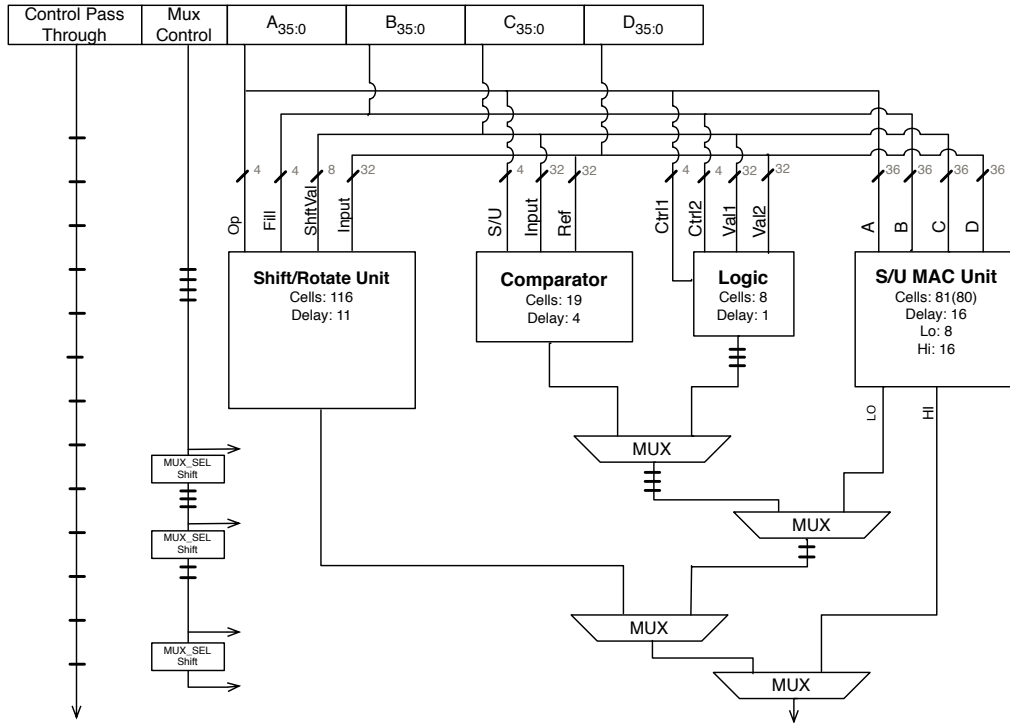 Control Pass
Through
Mux
Control
A35:0
B35:0
C35:0
D35:0
4
4
8
32
4
32
32
4
4
32
32
36
36
36
36
Op
Fill
ShftVal
Input
S/U
Input
Ref
Ctrl1
Ctrl2
Val1
Val2
A
B
C
D
Shift/Rotate Unit
Cells: 116
Delay: 11
Comparator
Cells: 19
Delay: 4
Logic
Cells: 8
Delay: 1
S/U MAC Unit
Cells: 81(80)
Delay: 16
Lo: 8
Hi: 16
LO
HI
MUX
MUX_SEL
Shift
MUX
MUX_SEL
Shift
MUX
MUX_SEL
Shift
MUX